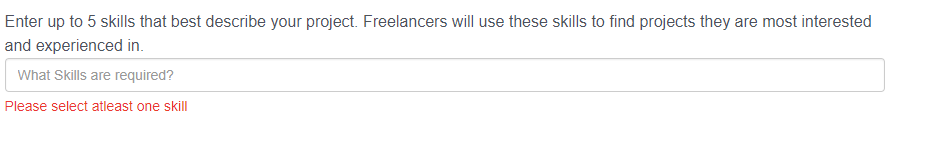 Enter up to 5 skills that best describe your project. Freelancers will use these skills to find projects they are most interested
and experienced in.
What Skills are required?
Please select atleast one skill